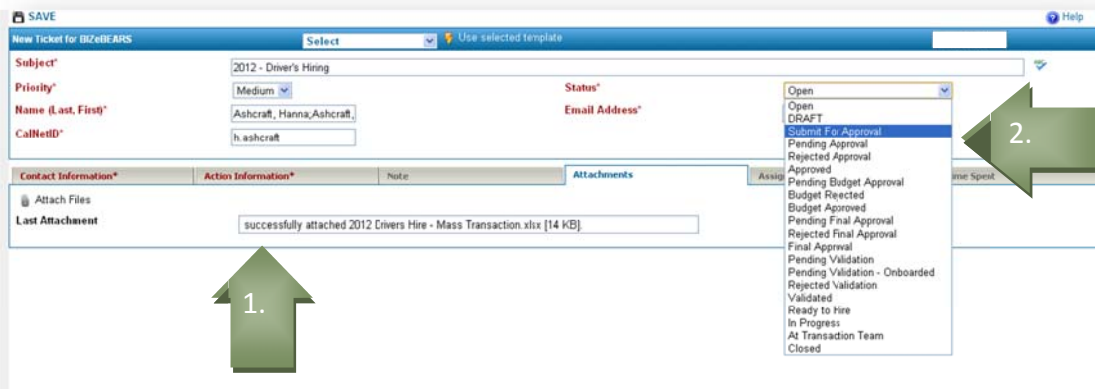 SAVE
Help
New Ticket for BIZeBEARS
Select
Use selected template
Subject*
2012 - Driver's Hiring
Priority*
Medium
Status*
Open
Name (Last, First)*
Ashcraft, Hanna;Ashcraft,
Email Address*
CalNetID*
h.ashcraft
Open
DRAFT
Submit For Approval
Pending Approval
Rejected Approval
Approved
Pending Budget Approval
Budget Rejected
Budget Approved
Pending Final Approval
Rejected Final Approval
Final Approval
Pending Validation
Pending Validation - Onboarded
Rejected Validation
Validated
Ready to Hire
In Progress
At Transaction Team
Closed
2.
Contact Information*
Action Information*
Note
Attachments
Assig
me Spent
Attach Files
Last Attachment
successfully attached 2012 Drivers Hire - Mass Transaction.xlsx [14 KB].
1.